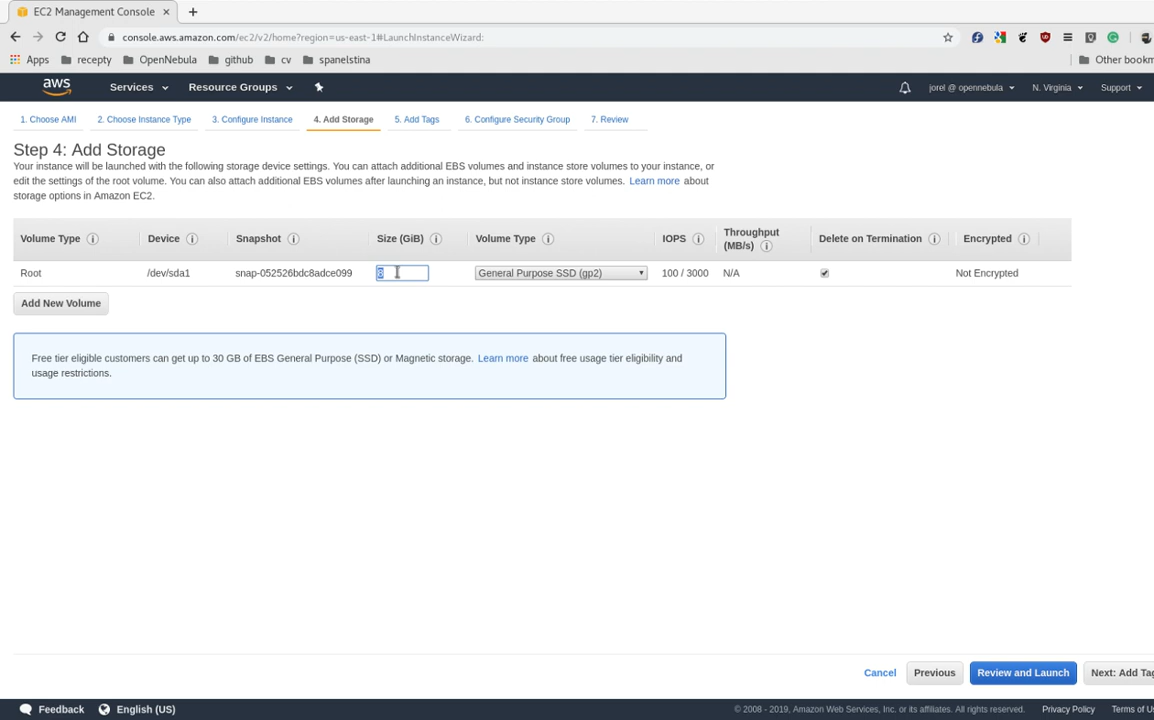 EC2 Management Console
console.aws.amazon.com/ec2/v2/home?region=us-east-1#LaunchInstanceWizard:
Apps recepty OpenNebula github cv spanelstina Other bookm
aws Services Resource Groups jorel @ opennebula N. Virginia Support
1. Choose AMI 2. Choose Instance Type 3. Configure Instance 4. Add Storage 5. Add Tags 6. Configure Security Group 7. Review
Step 4: Add Storage
Your instance will be launched with the following storage device settings. You can attach additional EBS volumes and instance store volumes to your instance, or
edit the settings of the root volume. You can also attach additional EBS volumes after launching an instance, but not instance store volumes. Learn more about
storage options in Amazon EC2.
Volume Type Device Snapshot Size (GiB) Volume Type IOPS Throughput (MB/s) Delete on Termination Encrypted
Root /dev/sda1 snap-052526bdc8adce099 8 General Purpose SSD (gp2) 100 / 3000 N/A Not Encrypted
Add New Volume
Free tier eligible customers can get up to 30 GB of EBS General Purpose (SSD) or Magnetic storage. Learn more about free usage tier eligibility and
usage restrictions.
Cancel Previous Review and Launch Next: Add Tag
Feedback English (US) © 2008 - 2019, Amazon Web Services, Inc. or its affiliates. All rights reserved. Privacy Policy Terms of U